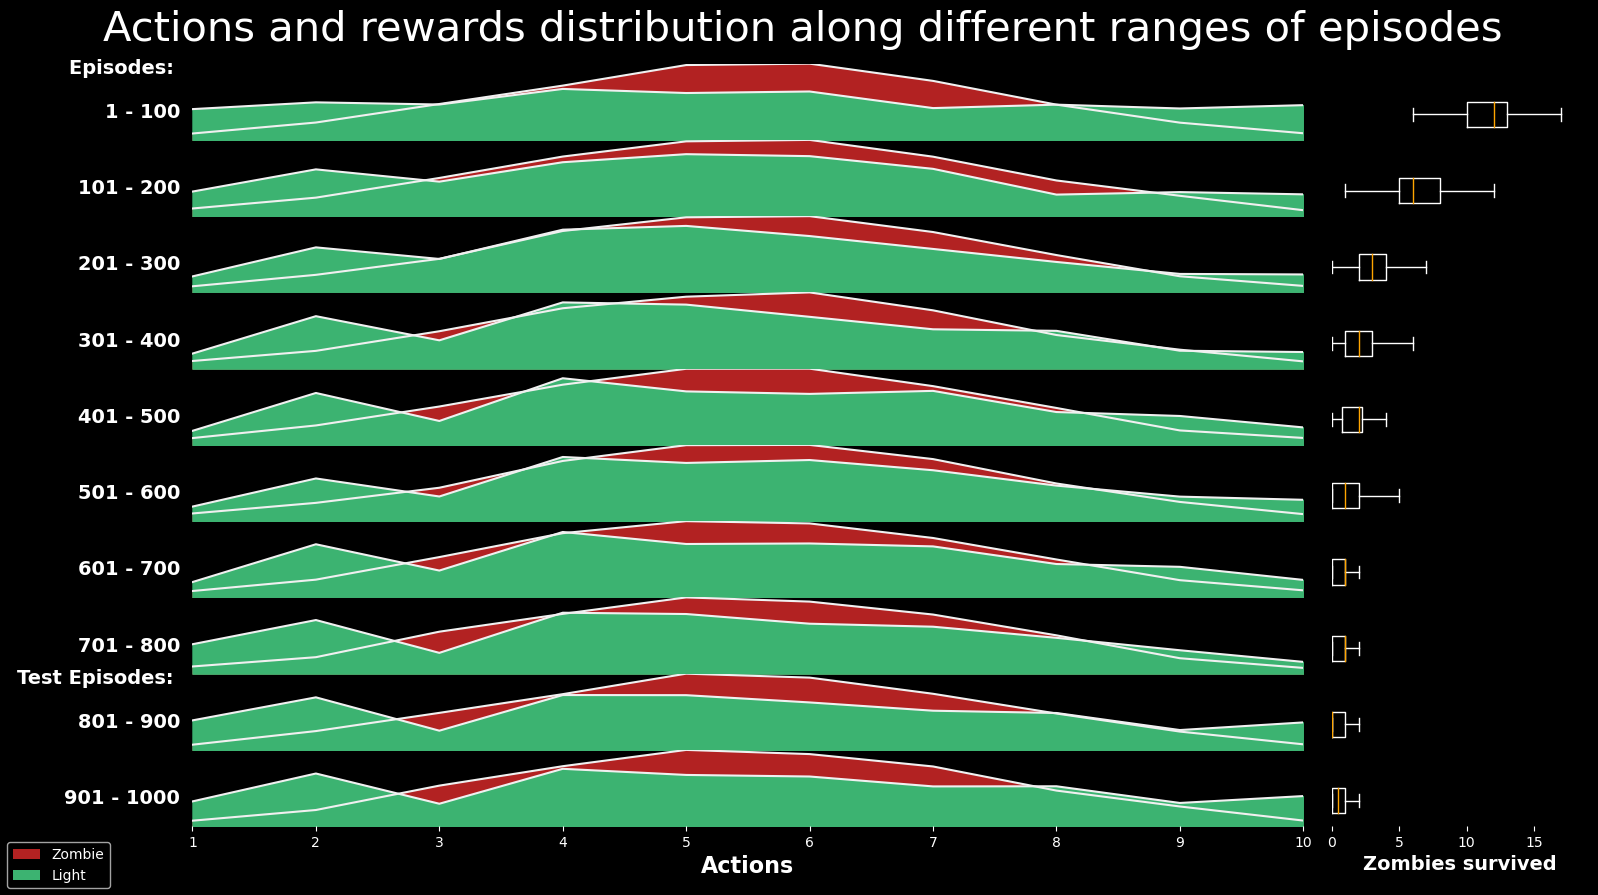 Actions and rewards distribution along different ranges of episodes
Episodes:
1 - 100
101 - 200
201 - 300
301 - 400
401 - 500
501 - 600
601 - 700
701 - 800
Test Episodes:
801 - 900
901 - 1000
1 2 3 4 5 6 7 8 9 10
0 5 10 15
Actions
Zombies survived
Zombie
Light